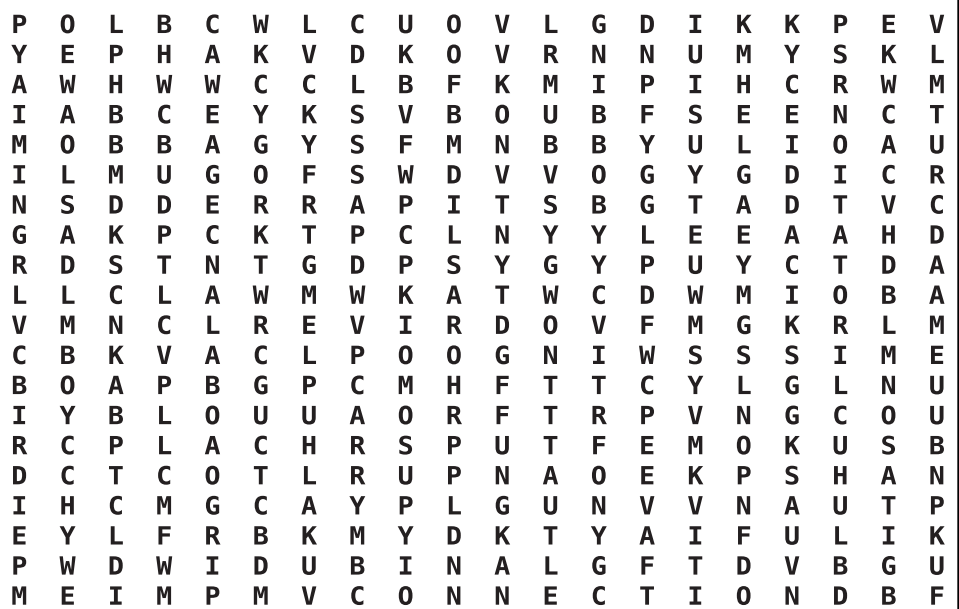 P O L B C W L C U O V L G D I K K P E V
Y E P H A K V D K O V R N N U M Y S K L
A W H W W C C L B F K M I P I H C R W M
I A B C E Y K S V B O U B F S E E N C T
M O B B A G Y S F M N B B Y U L I O A U
I L M U G O F S W D V V O G Y G D I C R
N S D D E R R A P I T S B G T A D T V C
G A K P C K T P C L N Y Y L E E A A H D
R D S T N T G D P S Y G Y P U Y C T D A
L L C L A W M W K A T W C D W M I O B A
V M N C L R E V I R D O V F M G K R L M
C B K V A C L P O O G N I W S S S I M E
B O A P B G P C M H F T T C Y L G L N U
I Y B L O U U A O R F T R P V N G C O U
R C P L A C H R S P U T F E M O K U S B
D C T C O T L R U P N A O E K P S H A N
I H C M G C A Y P L G U N V V N A U T P
E Y L F R B K M Y D K T Y A I F U L I K
P W D W I D U B I N A L G F T D V B G U
M E I M P M V C O N N E C T I O N D B F